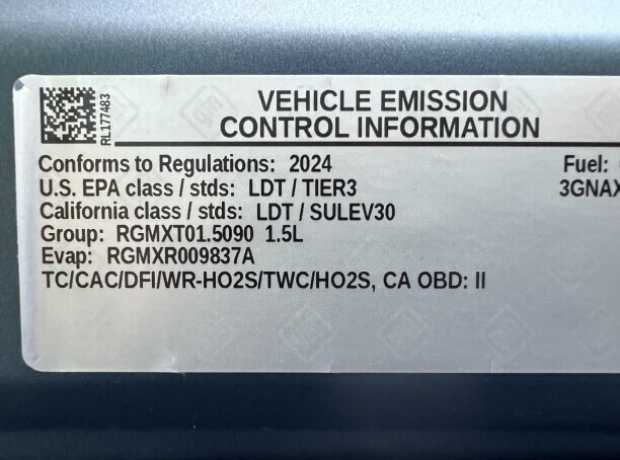 RL177483
VEHICLE EMISSION
CONTROL INFORMATION
Conforms to Regulations: 2024
Fuel:
U.S. EPA class / stds: LDT / TIER3
3GNAX
California class / stds: LDT / SULEV30
Group: RGMXT01.5090 1.5L
Evap: RGMXR009837A
TC/CAC/DFI/WR-HO2S/TWC/HO2S, CA OBD: II